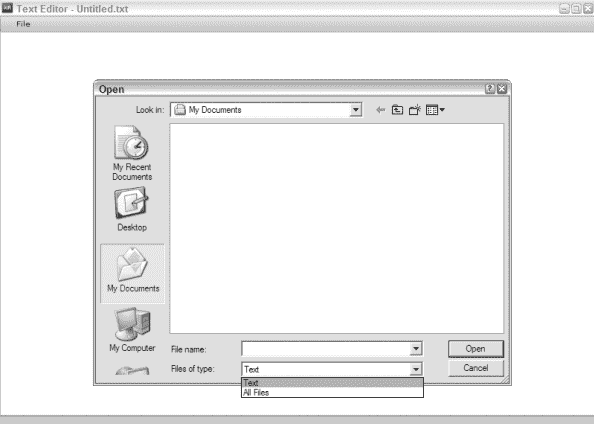 Text Editor - Untitled.txt
File
Open
Look in:
My Documents
My Recent
Documents
Desktop
My Documents
My Computer
File name:
Open
Files of type:
Text
Cancel
Text
All Files